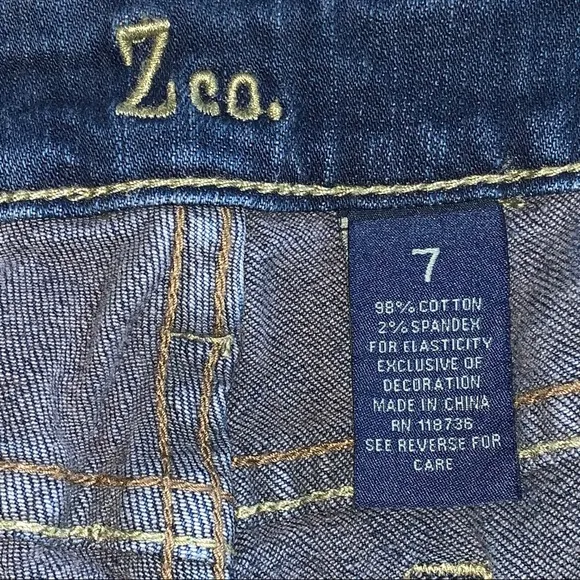 Z co.
7
98% COTTON
2% SPANDEX
FOR ELASTICITY
EXCLUSIVE OF
DECORATION
MADE IN CHINA
RN 118736
SEE REVERSE FOR
CARE